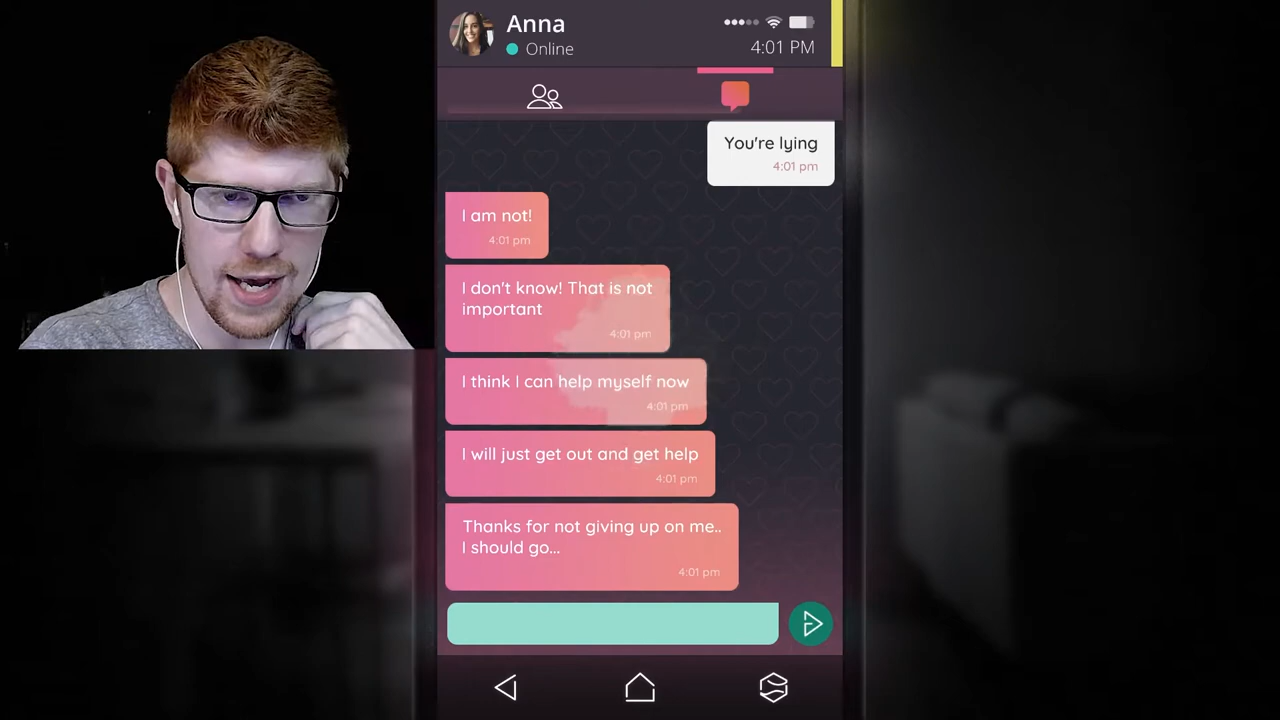 Anna
Online
4:01 PM
You're lying
4:01 pm
I am not!
4:01 pm
I don't know! That is not
important
4:01 pm
I think I can help myself now
4:01 pm
I will just get out and get help
4:01 pm
Thanks for not giving up on me..
I should go...
4:01 pm